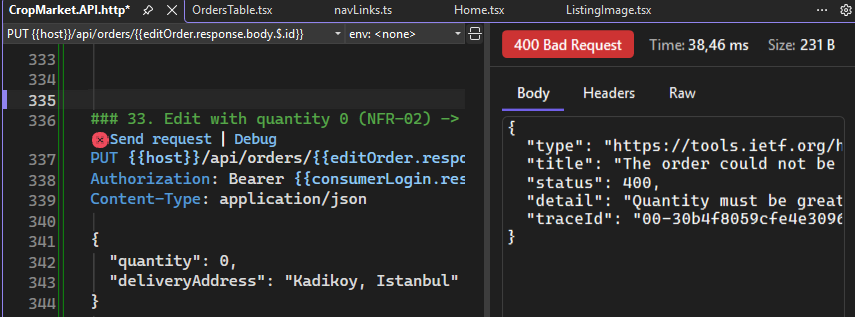 CropMarket.API.http*
OrdersTable.tsx
navLinks.ts
Home.tsx
ListingImage.tsx
PUT {{host}}/api/orders/{{editOrder.response.body.$.id}}
env: <none>
333
334
335
336 ### 33. Edit with quantity 0 (NFR-02) ->
Send request | Debug
337 PUT {{host}}/api/orders/{{editOrder.respo
338 Authorization: Bearer {{consumerLogin.res
339 Content-Type: application/json
340
341 {
342 "quantity": 0,
343 "deliveryAddress": "Kadikoy, Istanbul"
344 }
400 Bad Request
Time: 38,46 ms
Size: 231 B
Body
Headers
Raw
{
"type": "https://tools.ietf.org/h
"title": "The order could not be
"status": 400,
"detail": "Quantity must be great
"traceId": "00-30b4f8059cfe4e3096
}